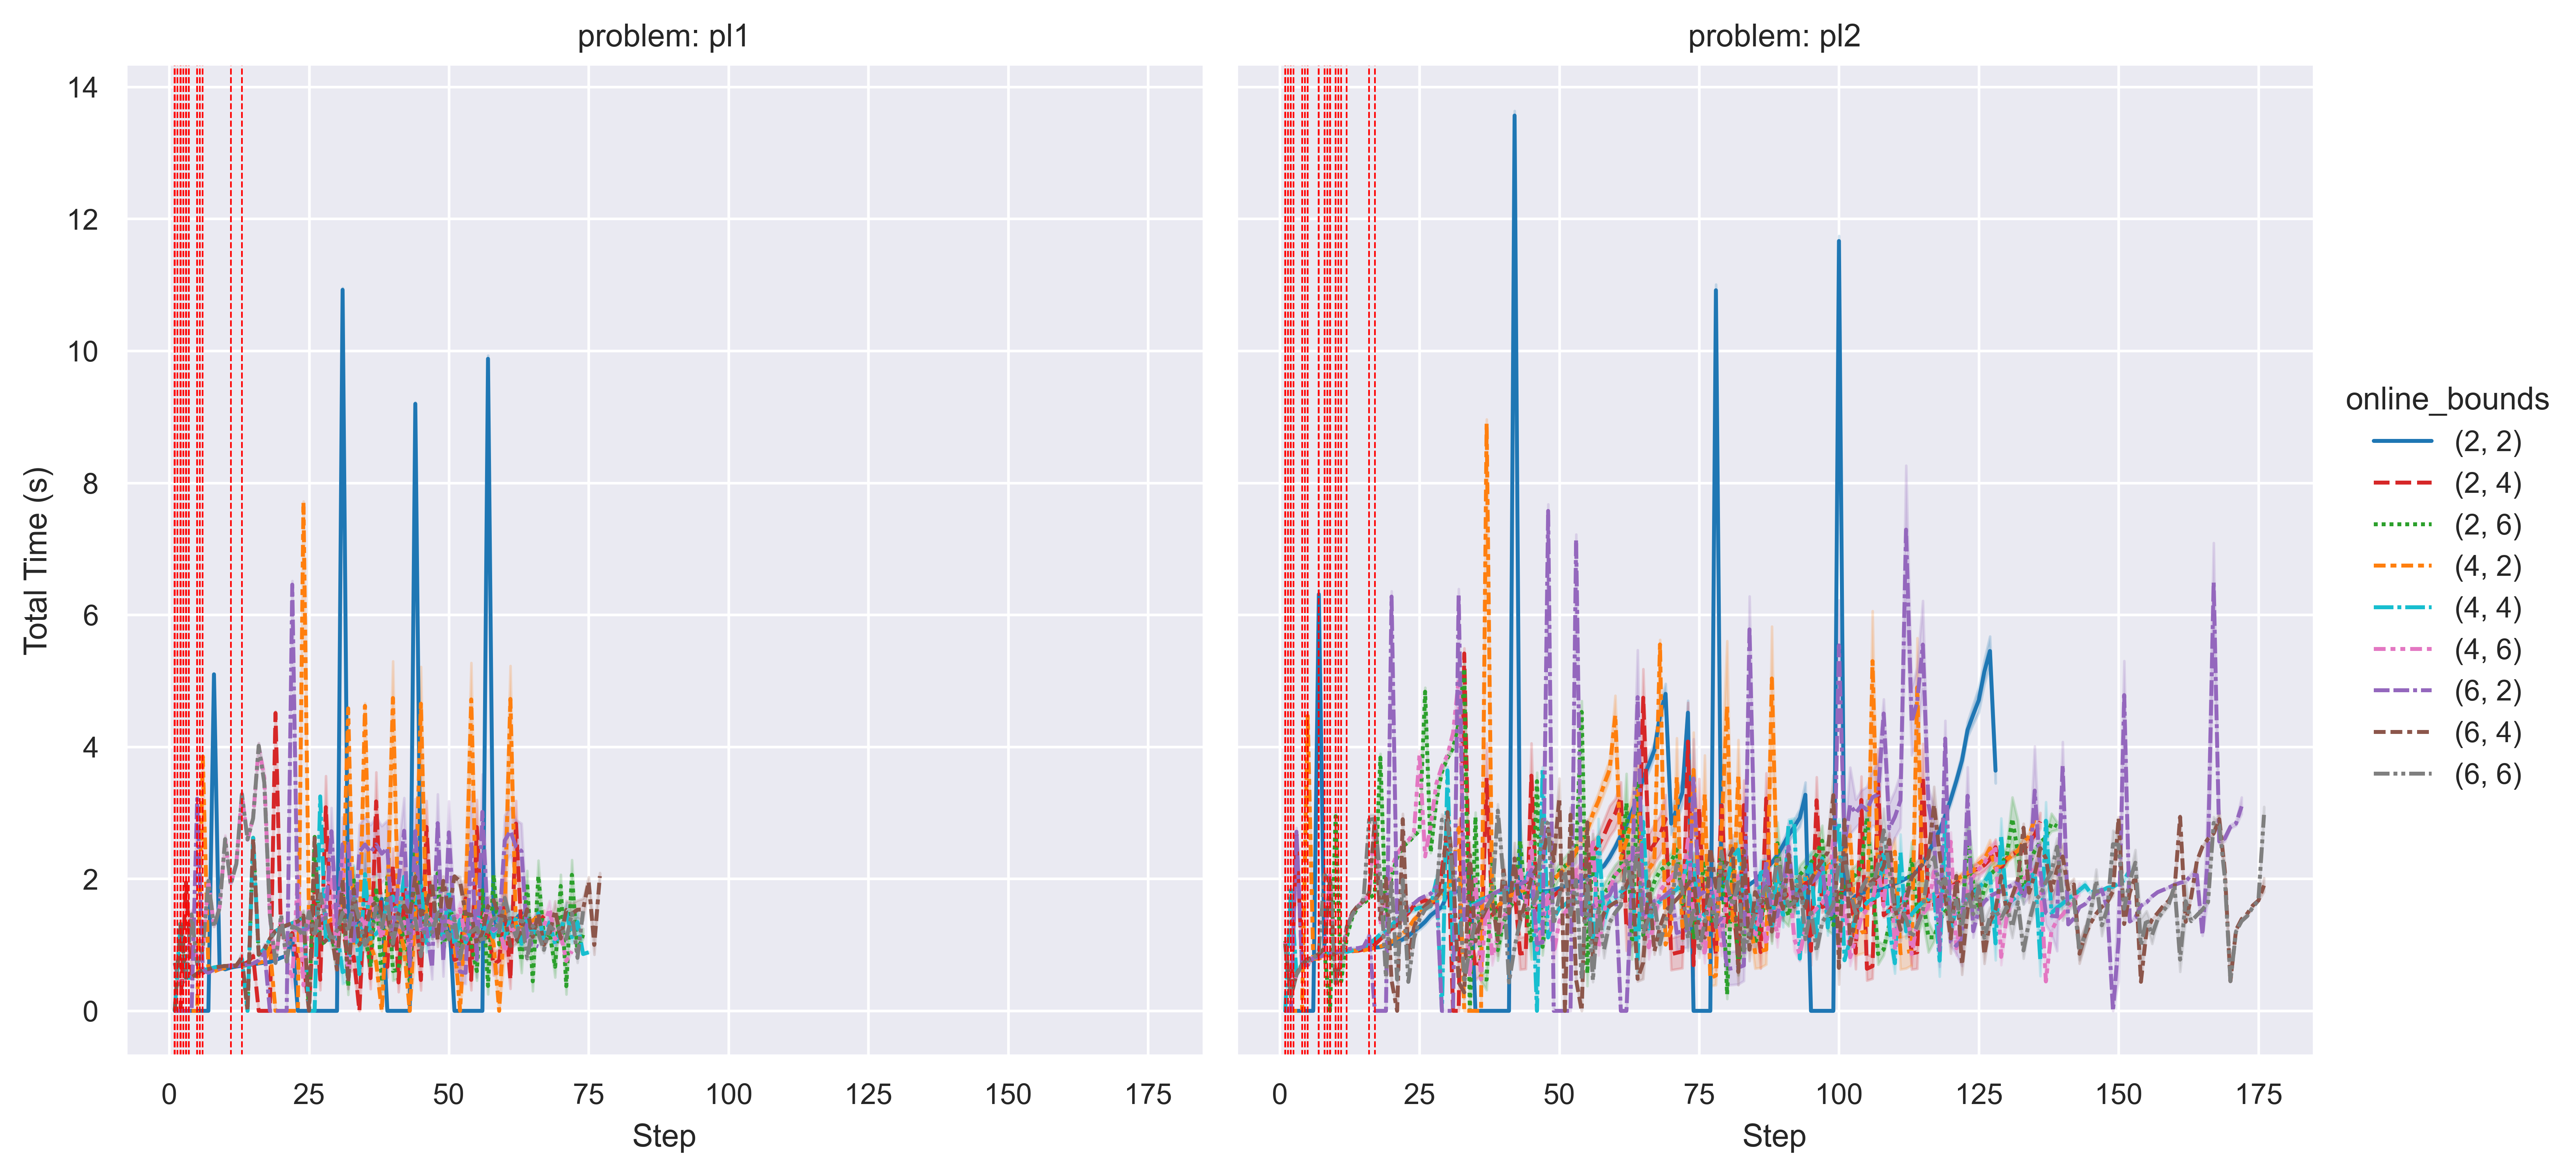 problem: pl1
problem: pl2
Total Time (s)
14
12
10
8
6
4
2
0
0 25 50 75 100 125 150 175
0 25 50 75 100 125 150 175
Step
Step
online_bounds
(2, 2)
(2, 4)
(2, 6)
(4, 2)
(4, 4)
(4, 6)
(6, 2)
(6, 4)
(6, 6)